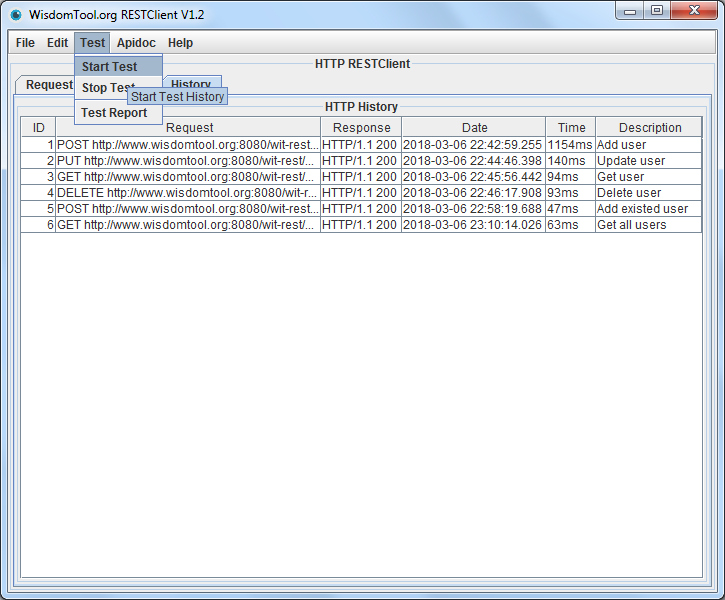 WisdomTool.org RESTClient V1.2
File Edit Test Apidoc Help
HTTP RESTClient
Start Test
Request History
Stop Test
Start Test History
HTTP History
Test Report
ID Request Response Date Time Description
1 POST http://www.wisdomtool.org:8080/wit-rest... HTTP/1.1 200 2018-03-06 22:42:59.255 1154ms Add user
2 PUT http://www.wisdomtool.org:8080/wit-rest/... HTTP/1.1 200 2018-03-06 22:44:46.398 140ms Update user
3 GET http://www.wisdomtool.org:8080/wit-rest/... HTTP/1.1 200 2018-03-06 22:45:56.442 94ms Get user
4 DELETE http://www.wisdomtool.org:8080/wit-r... HTTP/1.1 200 2018-03-06 22:46:17.908 93ms Delete user
5 POST http://www.wisdomtool.org:8080/wit-rest... HTTP/1.1 200 2018-03-06 22:58:19.688 47ms Add existed user
6 GET http://www.wisdomtool.org:8080/wit-rest/... HTTP/1.1 200 2018-03-06 23:10:14.026 63ms Get all users